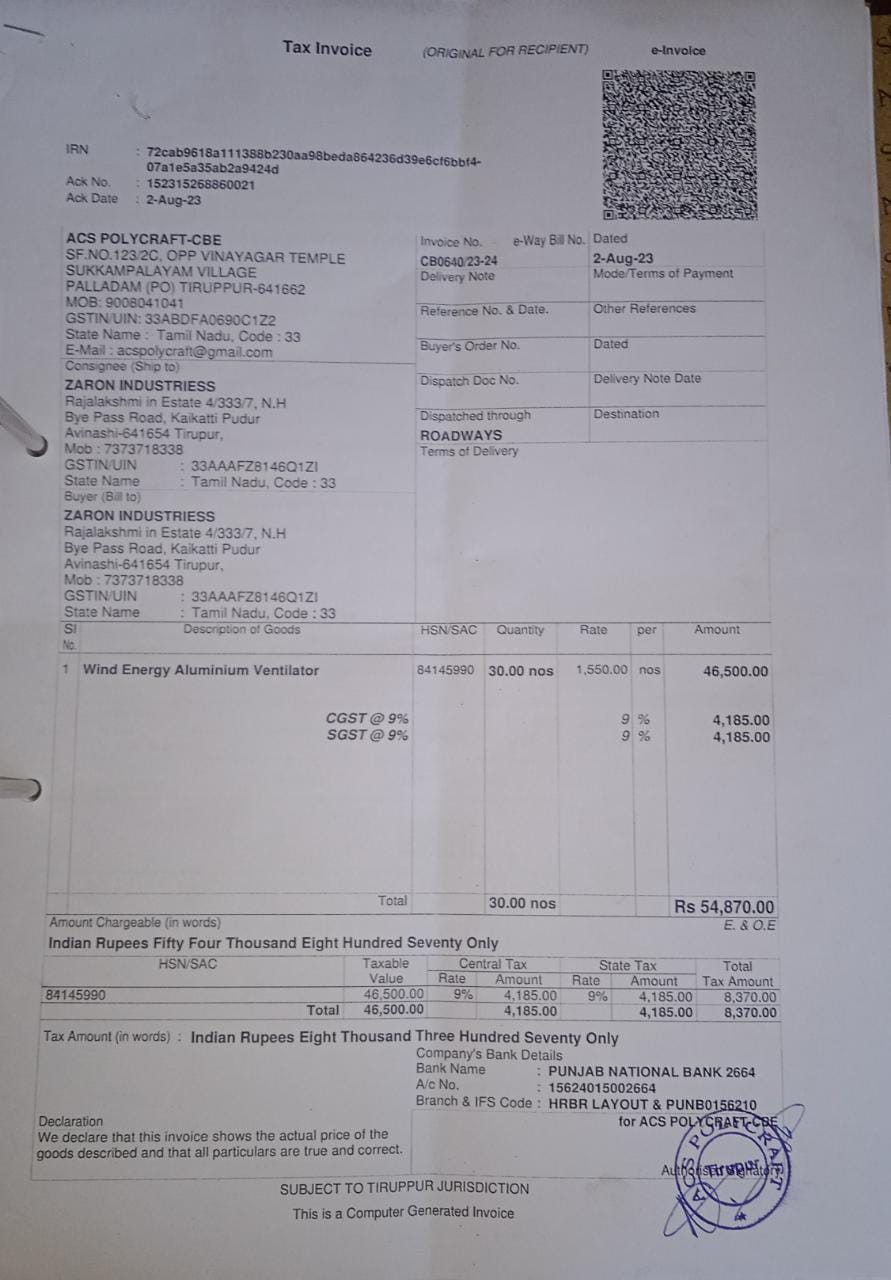 Tax Invoice (ORIGINAL FOR RECIPIENT) e-Invoice
IRN : 72cab9618a111388b230aa98beda864236d39e6cf6bbf4-
07a1e5a35ab2a9424d
Ack No. : 152315268860021
Ack Date : 2-Aug-23
ACS POLYCRAFT-CBE
SF.NO.123/2C, OPP VINAYAGAR TEMPLE
SUKKAMPALAYAM VILLAGE
PALLADAM (PO) TIRUPPUR-641662
MOB: 9008041041
GSTIN/UIN: 33ABDFA0690C1Z2
State Name : Tamil Nadu, Code : 33
E-Mail : acspolycraft@gmail.com
Invoice No. e-Way Bill No. Dated
CB0640/23-24 2-Aug-23
Delivery Note Mode/Terms of Payment
Reference No. & Date. Other References
Buyer's Order No. Dated
Dispatch Doc No. Delivery Note Date
Dispatched through Destination
ROADWAYS
Terms of Delivery
Consignee (Ship to)
ZARON INDUSTRIESS
Rajalakshmi in Estate 4/333/7, N.H
Bye Pass Road, Kaikatti Pudur
Avinashi-641654 Tirupur,
Mob : 7373718338
GSTIN/UIN : 33AAAFZ8146Q1ZI
State Name : Tamil Nadu, Code : 33
Buyer (Bill to)
ZARON INDUSTRIESS
Rajalakshmi in Estate 4/333/7, N.H
Bye Pass Road, Kaikatti Pudur
Avinashi-641654 Tirupur,
Mob : 7373718338
GSTIN/UIN : 33AAAFZ8146Q1ZI
State Name : Tamil Nadu, Code : 33
Sl Description of Goods HSN/SAC Quantity Rate per Amount
No.
1 Wind Energy Aluminium Ventilator 84145990 30.00 nos 1,550.00 nos 46,500.00
CGST @ 9% 9 % 4,185.00
SGST @ 9% 9 % 4,185.00
Total 30.00 nos Rs 54,870.00
Amount Chargeable (in words) E. & O.E
Indian Rupees Fifty Four Thousand Eight Hundred Seventy Only
HSN/SAC Taxable Central Tax State Tax Total
Value Rate Amount Rate Amount Tax Amount
84145990 46,500.00 9% 4,185.00 9% 4,185.00 8,370.00
Total 46,500.00 4,185.00 4,185.00 8,370.00
Tax Amount (in words) : Indian Rupees Eight Thousand Three Hundred Seventy Only
Company's Bank Details
Bank Name : PUNJAB NATIONAL BANK 2664
A/c No. : 15624015002664
Branch & IFS Code : HRBR LAYOUT & PUNB0156210
for ACS POLYCRAFT-CBE
Declaration
We declare that this invoice shows the actual price of the
goods described and that all particulars are true and correct.
Authorised Signatory
ACS POLYCRAFT
SUBJECT TO TIRUPPUR JURISDICTION
This is a Computer Generated Invoice